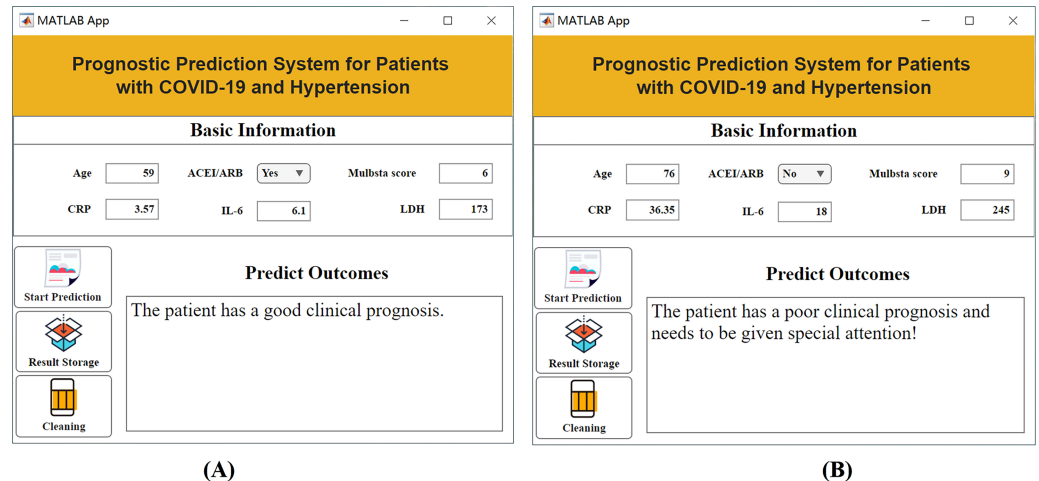 MATLAB App
Prognostic Prediction System for Patients
with COVID-19 and Hypertension
Basic Information
Age 59 ACEI/ARB Yes Mulbsta score 6
CRP 3.57 IL-6 6.1 LDH 173
Start Prediction
Result Storage
Cleaning
Predict Outcomes
The patient has a good clinical prognosis.
(A)
MATLAB App
Prognostic Prediction System for Patients
with COVID-19 and Hypertension
Basic Information
Age 76 ACEI/ARB No Mulbsta score 9
CRP 36.35 IL-6 18 LDH 245
Start Prediction
Result Storage
Cleaning
Predict Outcomes
The patient has a poor clinical prognosis and
needs to be given special attention!
(B)